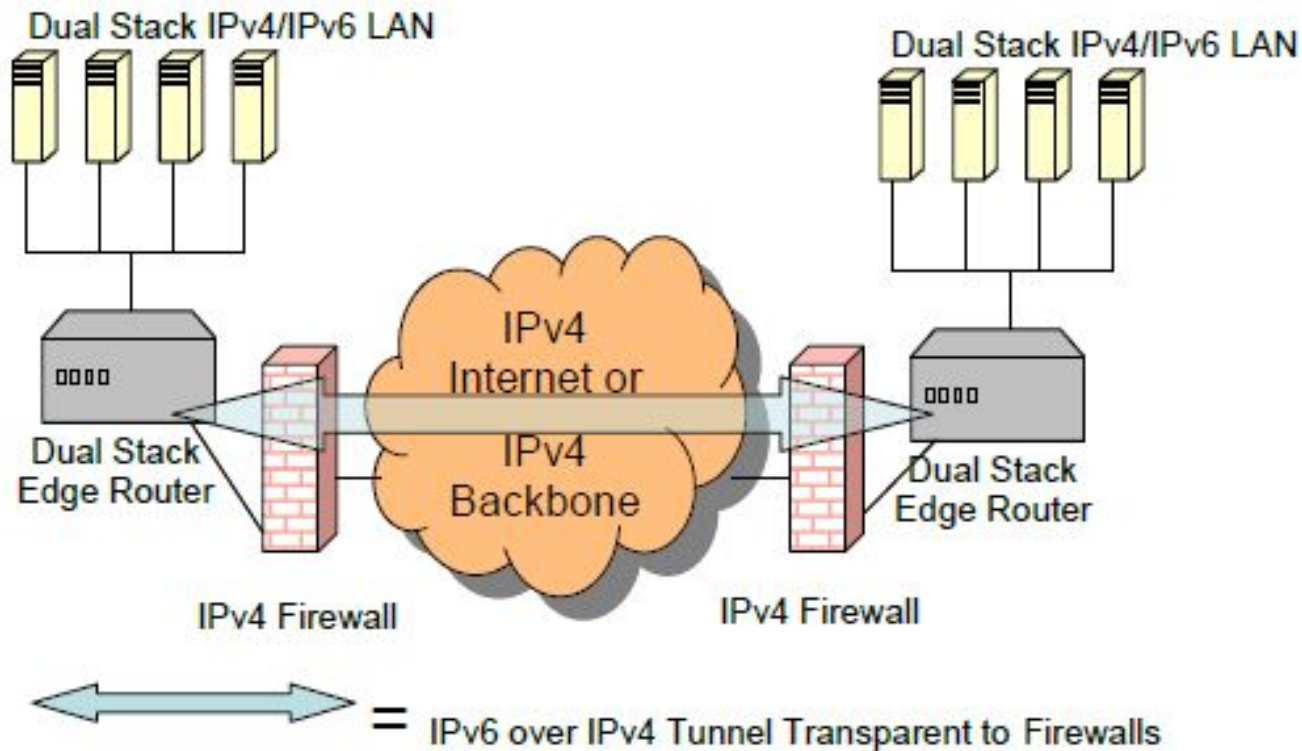 Dual Stack IPv4/IPv6 LAN
Dual Stack IPv4/IPv6 LAN
IPv4
Internet or
IPv4
Backbone
Dual Stack
Edge Router
Dual Stack
Edge Router
IPv4 Firewall
IPv4 Firewall
= IPv6 over IPv4 Tunnel Transparent to Firewalls